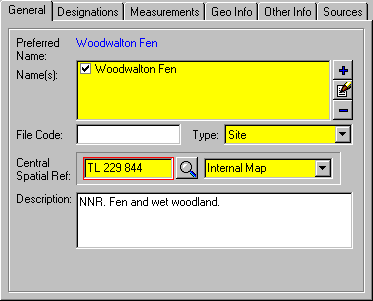 General Designations Measurements Geo Info Other Info Sources
Preferred Name: Woodwalton Fen
Name(s): Woodwalton Fen
File Code: Type: Site
Central Spatial Ref: TL 229 844 Internal Map
Description: NNR. Fen and wet woodland.